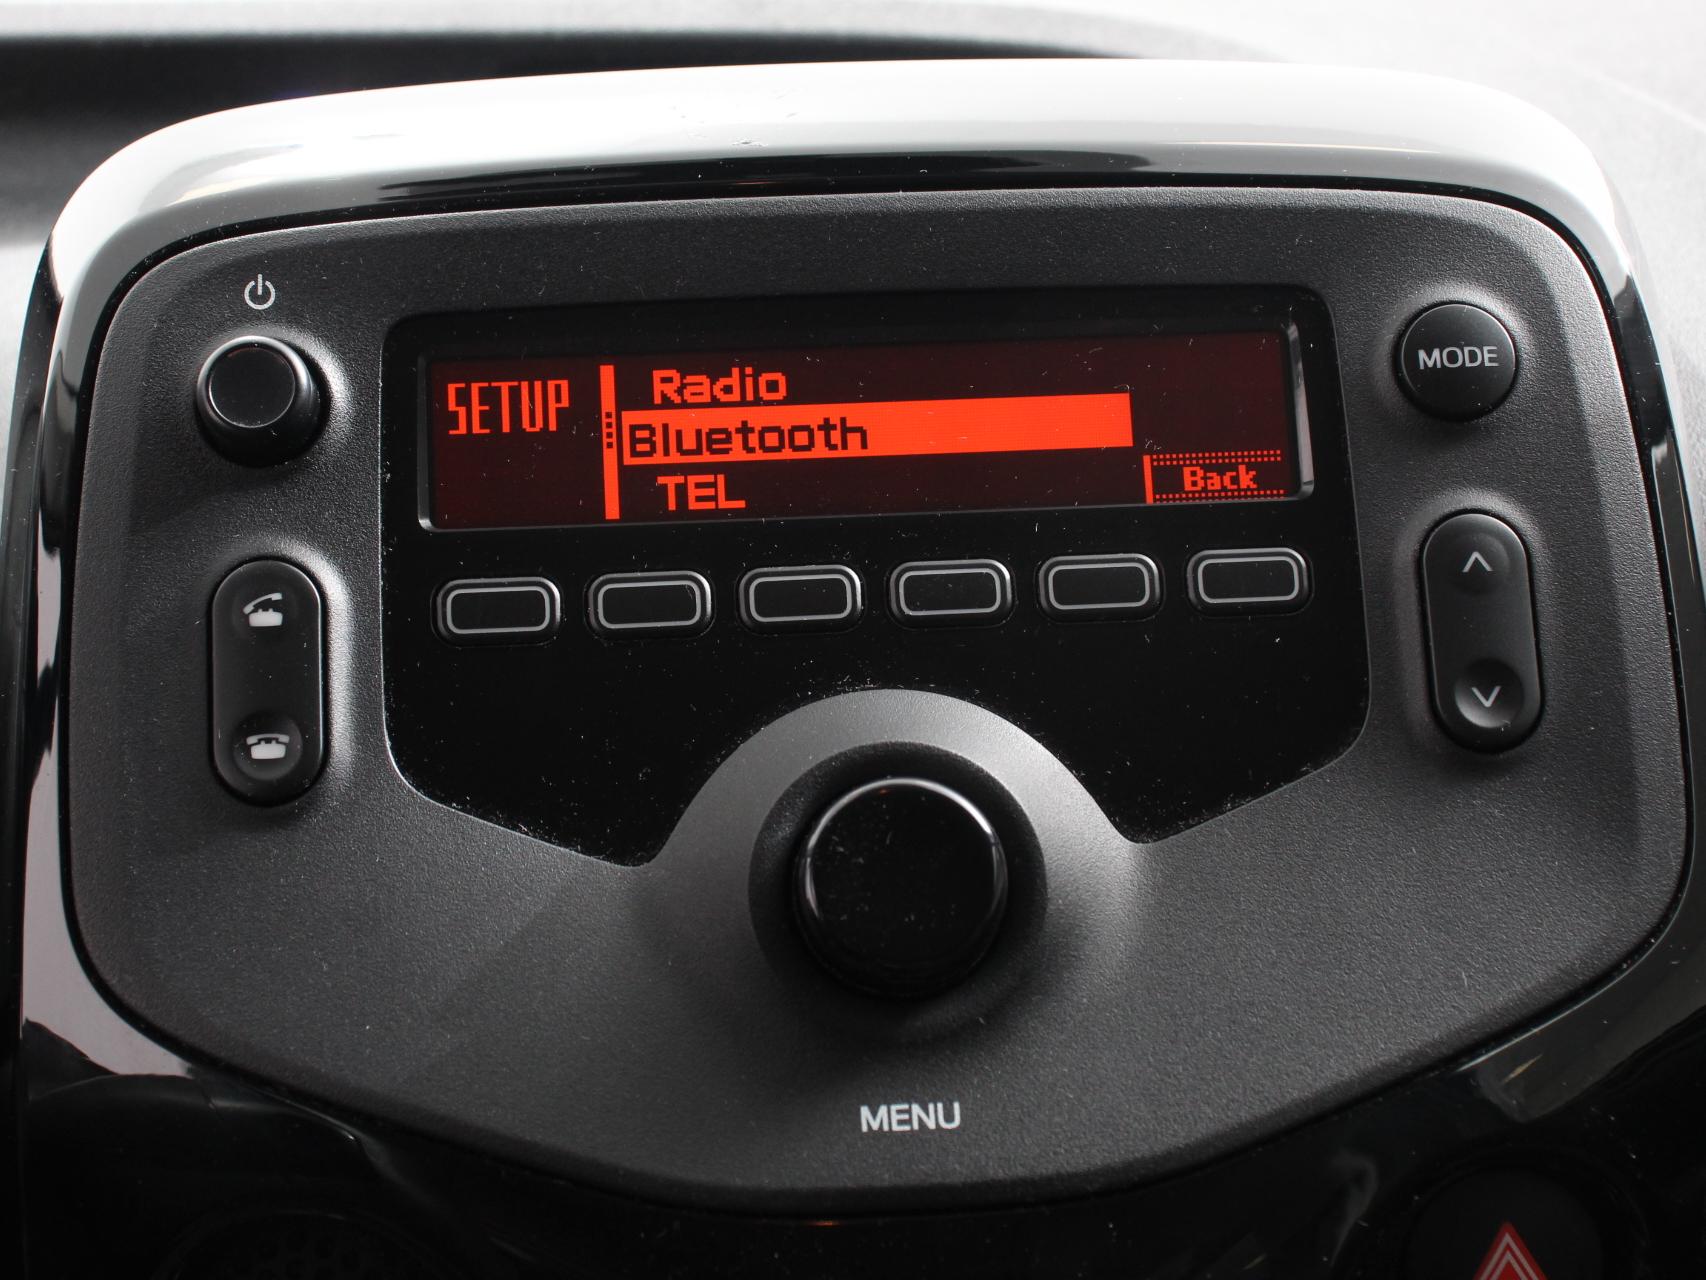 SETUP
Radio
Bluetooth
TEL
Back
MODE
MENU